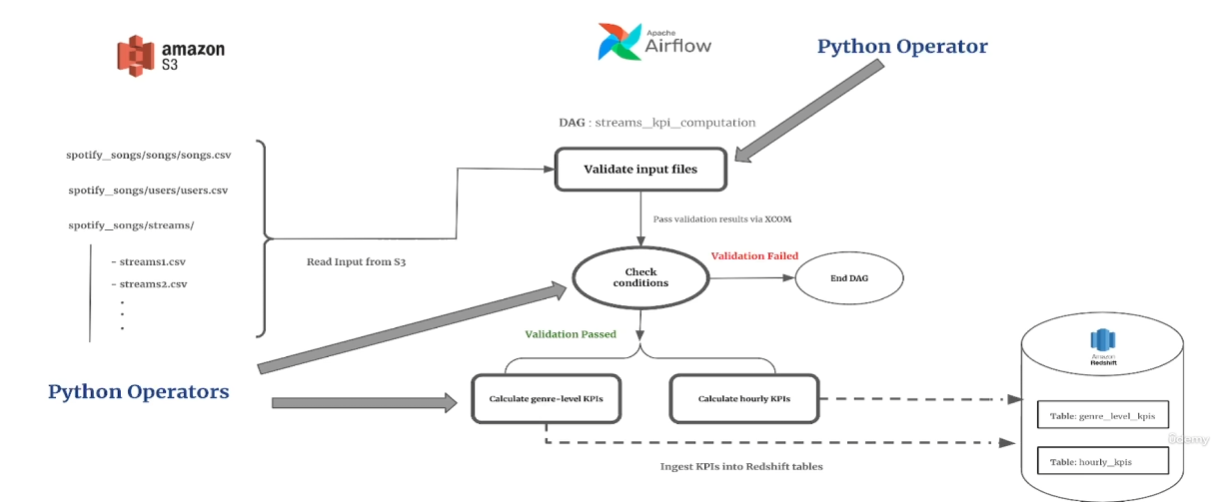 amazon
S3
Apache
Airflow
Python Operator
DAG : streams_kpi_computation
spotify_songs/songs/songs.csv
Validate input files
spotify_songs/users/users.csv
Pass validation results via XCOM
spotify_songs/streams/
- streams1.csv
- streams2.csv
Read Input from S3
Validation Failed
Check
conditions
End DAG
Validation Passed
Amazon
Redshift
Python Operators
Calculate genre-level KPIs
Calculate hourly KPIs
Table: genre_level_kpis
Table: hourly_kpis
Ingest KPIs into Redshift tables
Udemy